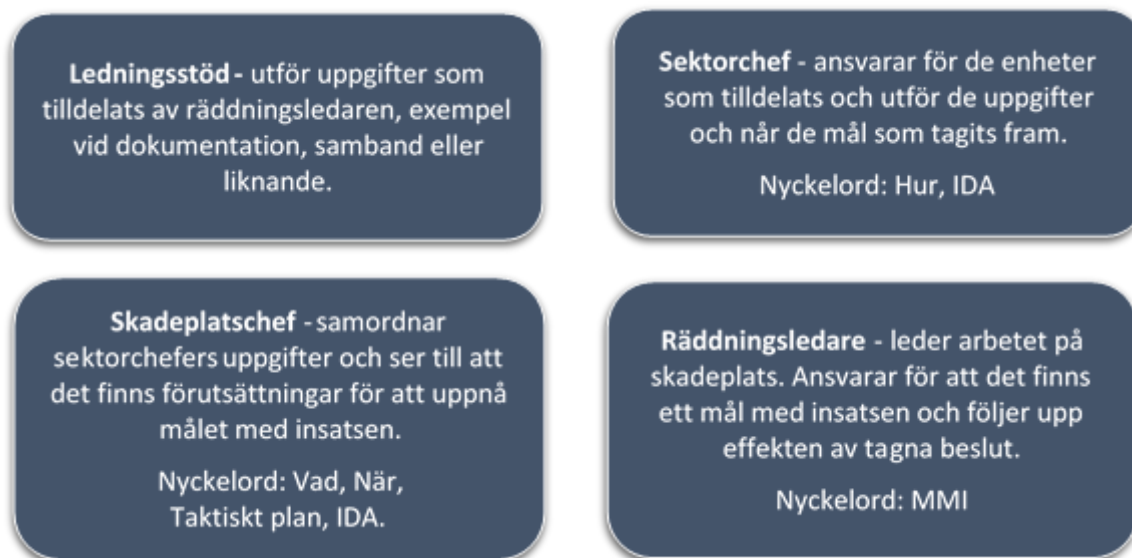 Ledningsstöd - utför uppgifter som
tilldelats av räddningsledaren, exempel
vid dokumentation, samband eller
liknande.
Sektorchef - ansvarar för de enheter
som tilldelats och utför de uppgifter
och når de mål som tagits fram.
Nyckelord: Hur, IDA
Skadeplatschef - samordnar
sektorchefers uppgifter och ser till att
det finns förutsättningar för att uppnå
målet med insatsen.
Nyckelord: Vad, När,
Taktiskt plan, IDA.
Räddningsledare - leder arbetet på
skadeplats. Ansvarar för att det finns
ett mål med insatsen och följer upp
effekten av tagna beslut.
Nyckelord: MMI